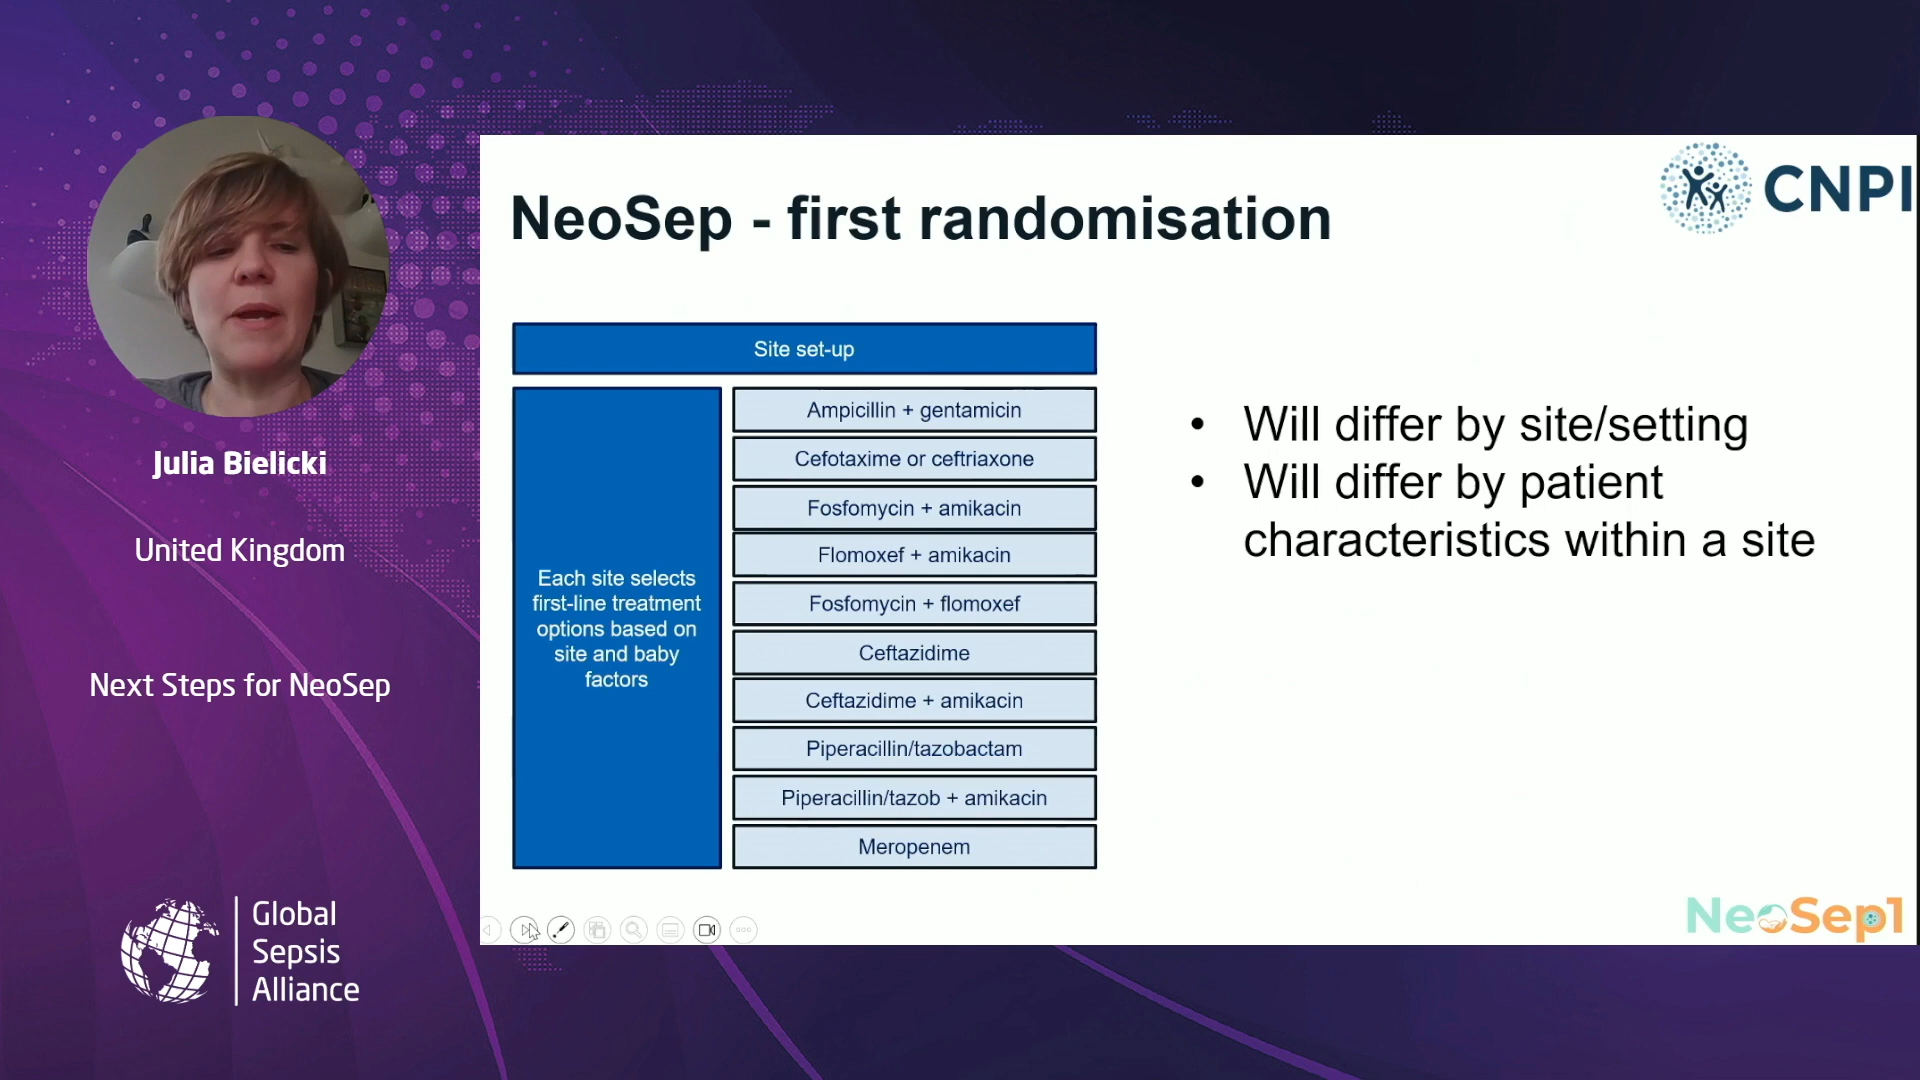 Julia Bielicki
United Kingdom
Next Steps for NeoSep
Global
Sepsis
Alliance
CNPI
NeoSep - first randomisation
Site set-up
Each site selects
first-line treatment
options based on
site and baby
factors
Ampicillin + gentamicin
Cefotaxime or ceftriaxone
Fosfomycin + amikacin
Flomoxef + amikacin
Fosfomycin + flomoxef
Ceftazidime
Ceftazidime + amikacin
Piperacillin/tazobactam
Piperacillin/tazob + amikacin
Meropenem
• Will differ by site/setting
• Will differ by patient
characteristics within a site
NeoSep1